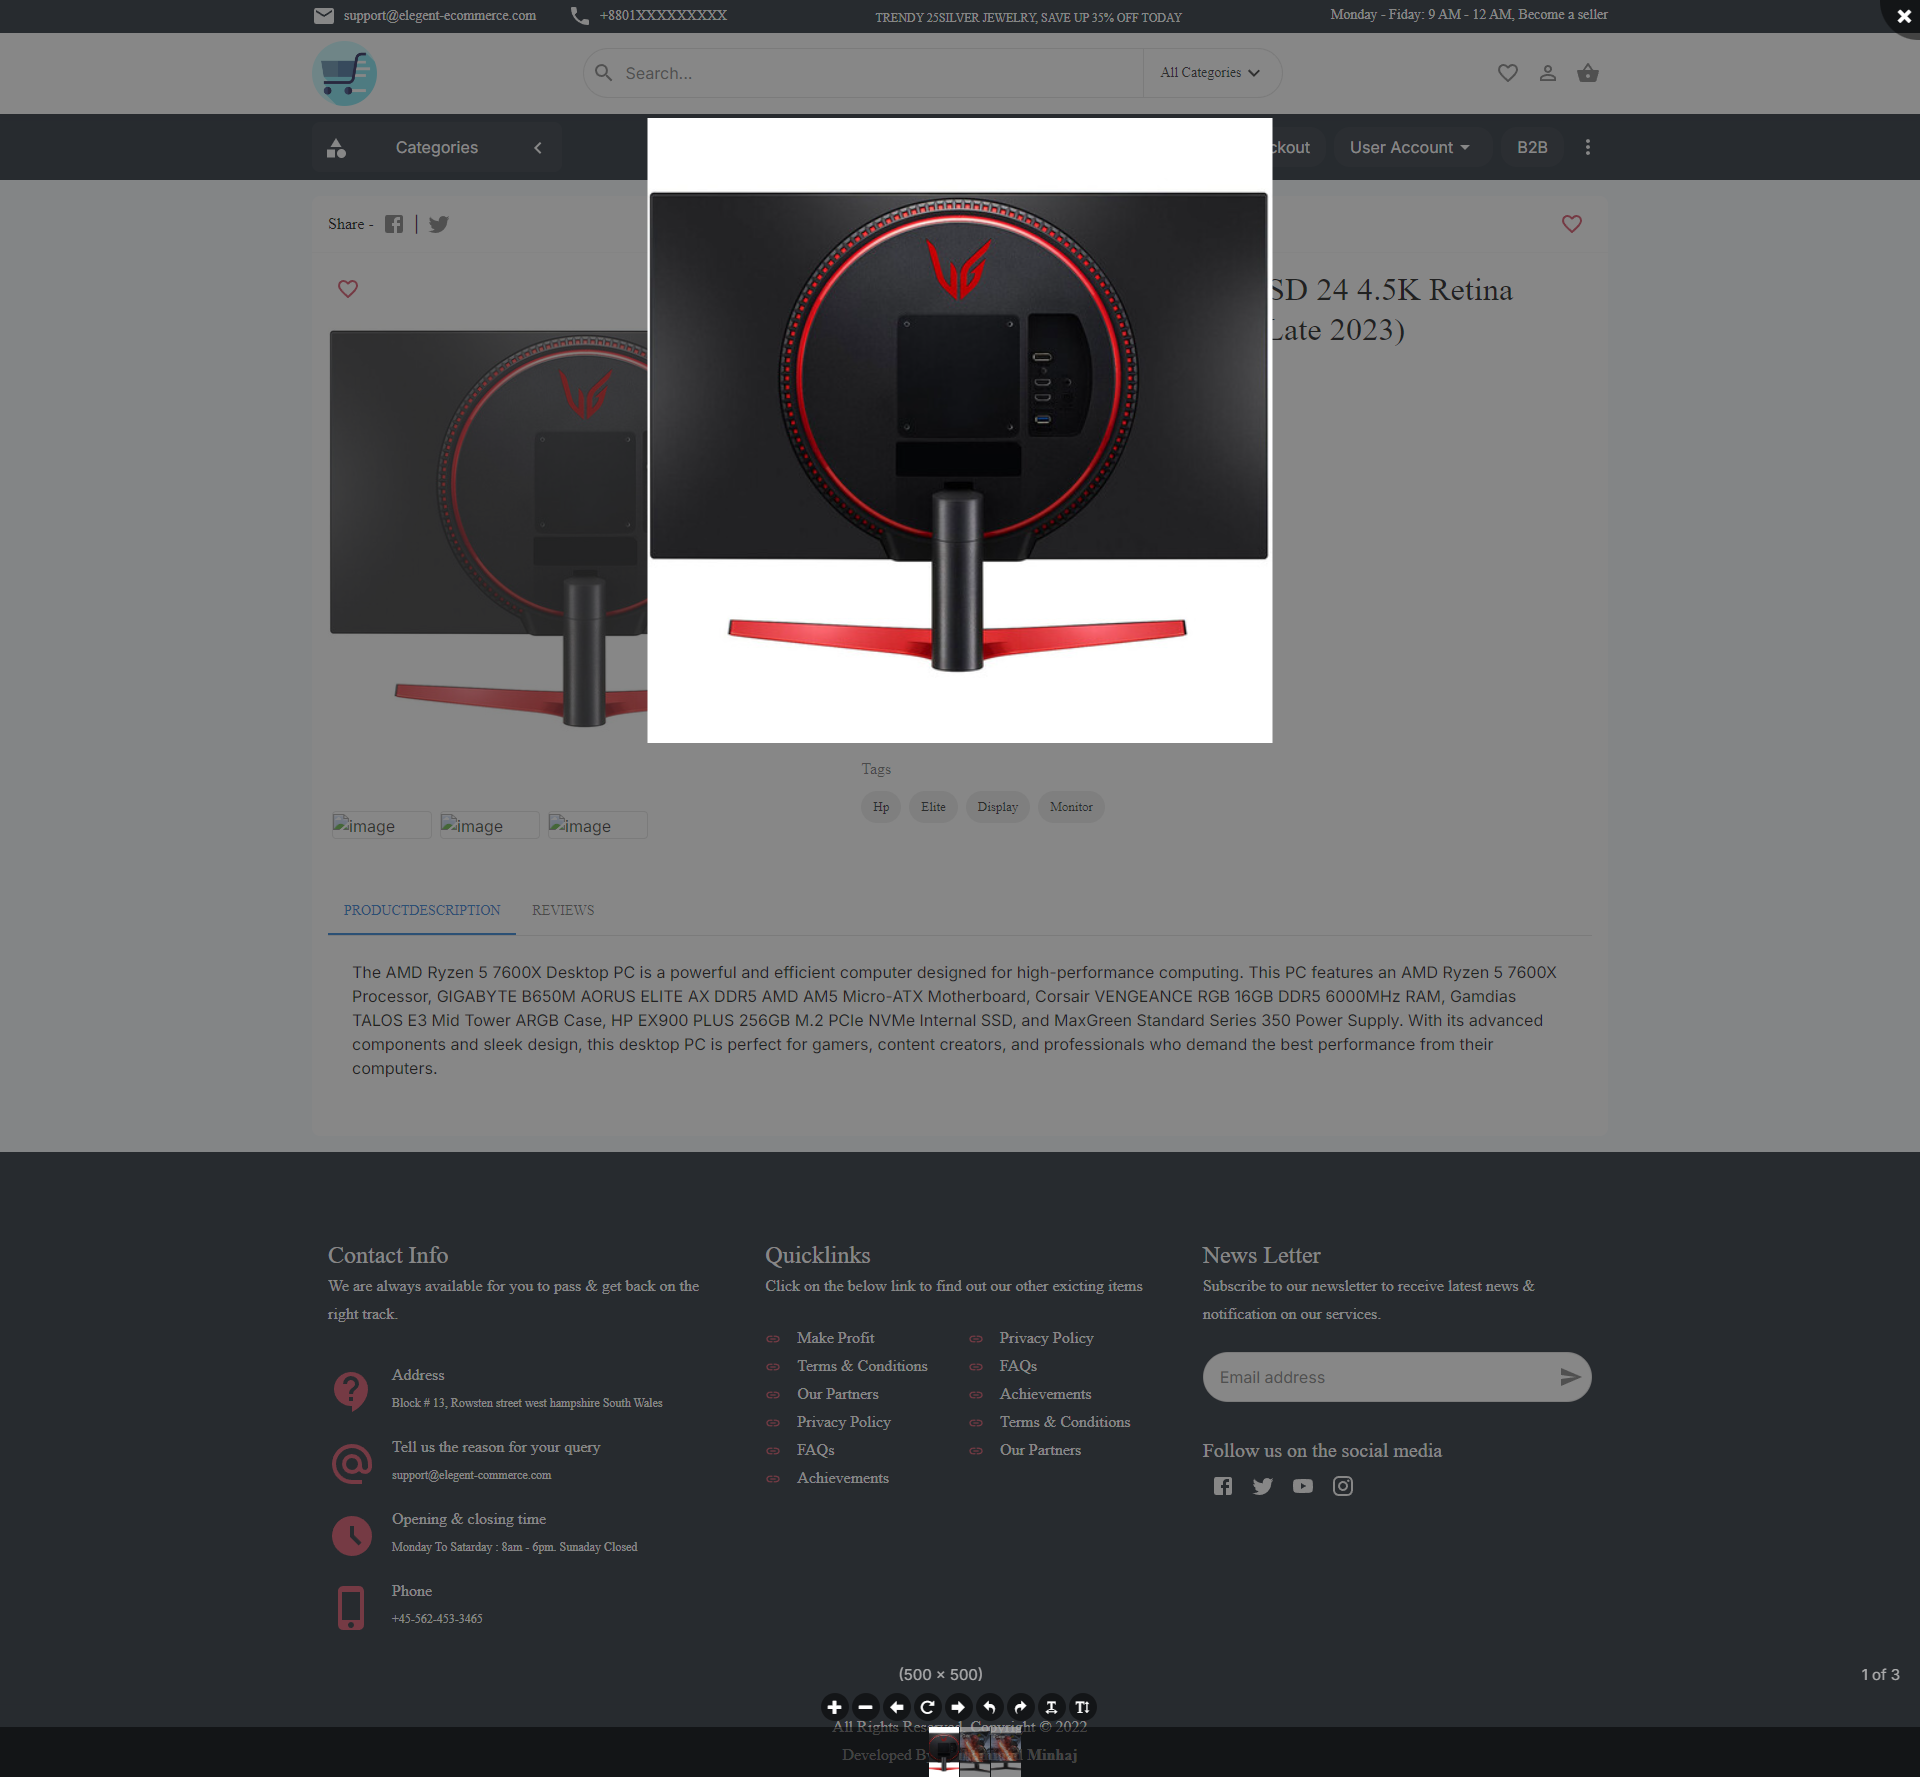 support@elegent-ecommerce.com
+8801XXXXXXXXX
TRENDY 25SILVER JEWELRY, SAVE UP 35% OFF TODAY
Monday - Fiday: 9 AM - 12 AM, Become a seller
Search...
All Categories
Categories
ckout
User Account
B2B
Share -
SD 24 4.5K Retina
Late 2023)
Tags
Hp
Elite
Display
Monitor
image
image
image
PRODUCTDESCRIPTION
REVIEWS
The AMD Ryzen 5 7600X Desktop PC is a powerful and efficient computer designed for high-performance computing. This PC features an AMD Ryzen 5 7600X
Processor, GIGABYTE B650M AORUS ELITE AX DDR5 AMD AM5 Micro-ATX Motherboard, Corsair VENGEANCE RGB 16GB DDR5 6000MHz RAM, Gamdias
TALOS E3 Mid Tower ARGB Case, HP EX900 PLUS 256GB M.2 PCIe NVMe Internal SSD, and MaxGreen Standard Series 350 Power Supply. With its advanced
components and sleek design, this desktop PC is perfect for gamers, content creators, and professionals who demand the best performance from their
computers.
Contact Info
We are always available for you to pass & get back on the
right track.
Address
Block # 13, Rowsten street west hampshire South Wales
Tell us the reason for your query
support@elegent-commerce.com
Opening & closing time
Monday To Satarday : 8am - 6pm. Sunaday Closed
Phone
+45-562-453-3465
Quicklinks
Click on the below link to find out our other exicting items
Make Profit
Terms & Conditions
Our Partners
Privacy Policy
FAQs
Achievements
Privacy Policy
FAQs
Achievements
Terms & Conditions
Our Partners
News Letter
Subscribe to our newsletter to receive latest news &
notification on our services.
Email address
Follow us on the social media
(500 × 500)
1 of 3
All Rights Reserved, Copyright © 2022
Developed By Minhaj